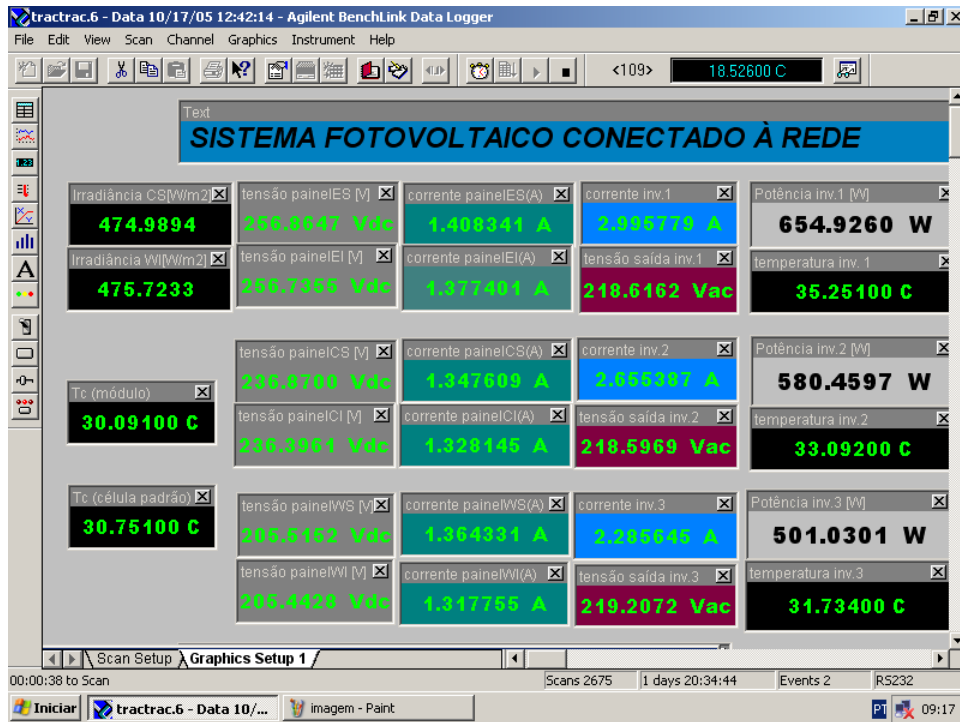 tractrac.6 - Data 10/17/05 12:42:14 - Agilent BenchLink Data Logger
File Edit View Scan Channel Graphics Instrument Help
<109> 18.52600 C
Text
SISTEMA FOTOVOLTAICO CONECTADO À REDE
Irradiância CS[W/m2] tensão painelES [V] corrente painelES(A) corrente inv.1 Potência inv.1 [W]
474.9894 256.8647 Vdc 1.408341 A 2.995779 A 654.9260 W
Irradiância WI[W/m2] tensão painelEI [V] corrente painelEI(A) tensão saída inv.1 temperatura inv. 1
475.7233 256.7355 Vdc 1.377401 A 218.6162 Vac 35.25100 C
tensão painelCS [V] corrente painelCS(A) corrente inv.2 Potência inv.2 [W]
236.8700 Vdc 1.347609 A 2.655387 A 580.4597 W
Tc (módulo) tensão painelCI [V] corrente painelCI(A) tensão saída inv.2 temperatura inv.2
30.09100 C 236.3961 Vdc 1.328145 A 218.5969 Vac 33.09200 C
Tc (célula padrão) tensão painelWS [V] corrente painelWS(A) corrente inv.3 Potência inv.3 [W]
30.75100 C 205.5152 Vdc 1.364331 A 2.285645 A 501.0301 W
tensão painelWI [V] corrente painelWI(A) tensão saída inv.3 temperatura inv.3
205.4428 Vdc 1.317755 A 219.2072 Vac 31.73400 C
Scan Setup Graphics Setup 1
00:00:38 to Scan Scans 2675 1 days 20:34:44 Events 2 RS232
Iniciar tractrac.6 - Data 10/... imagem - Paint PT 09:17